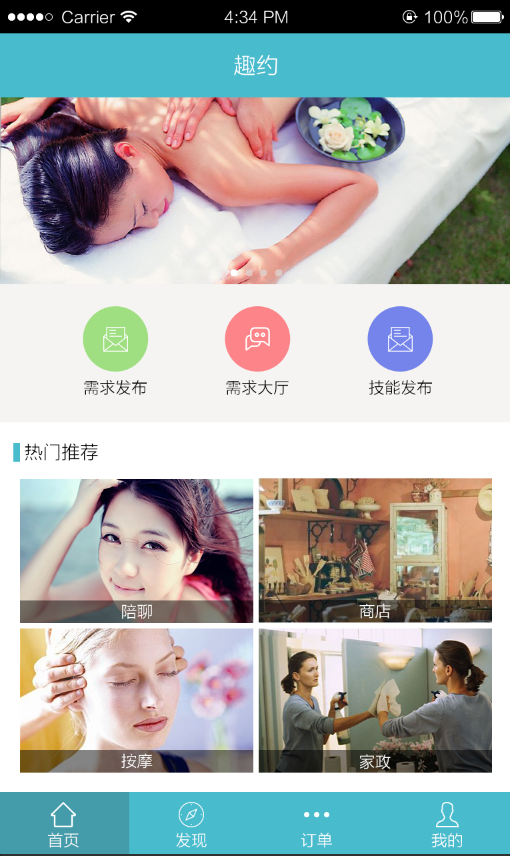 Carrier 4:34 PM 100%
趣约
需求发布 需求大厅 技能发布
热门推荐
陪聊 商店
按摩 家政
首页 发现 订单 我的